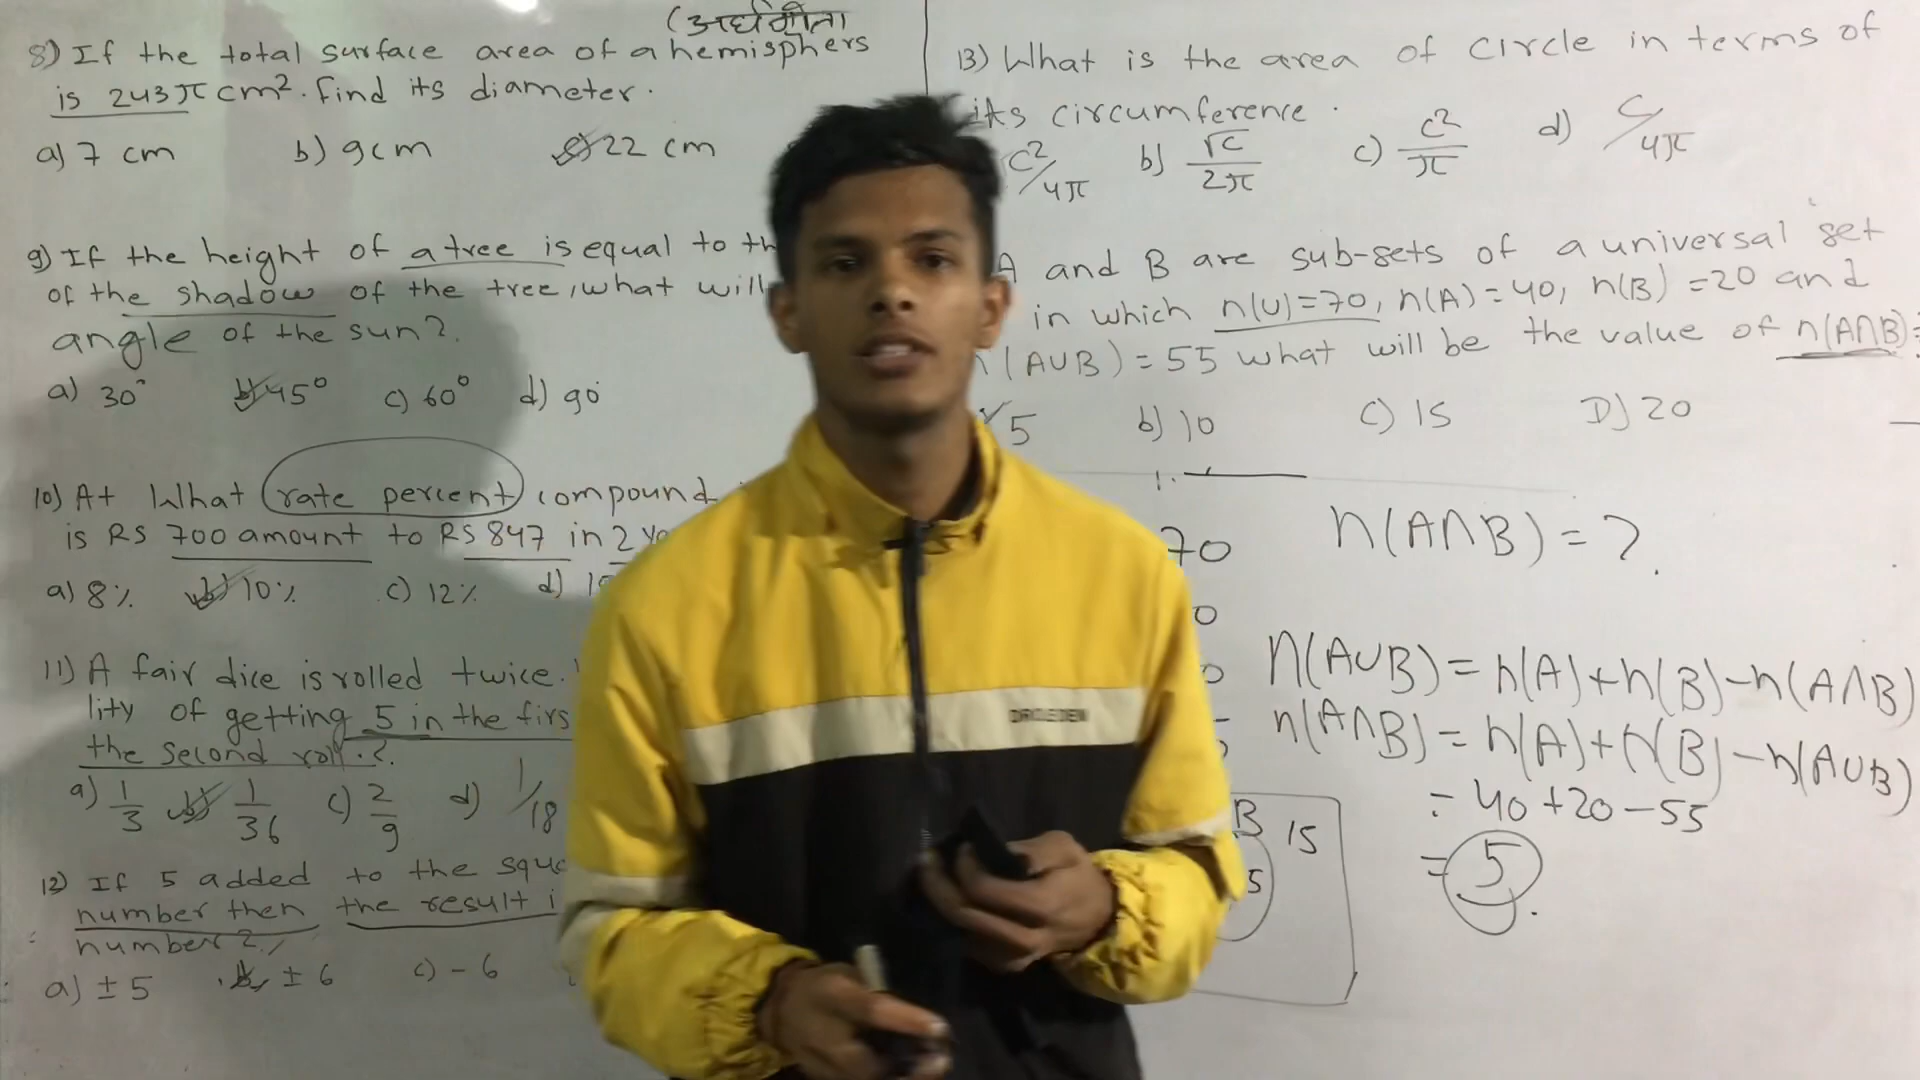 (अर्धगोला
8) If the total surface area of a hemisphers
is 243π cm². find its diameter.
a) 7 cm b) 9cm c) 22 cm
9) If the height of a tree is equal to th
of the shadow of the tree, what will
angle of the sun?
a) 30° b) 45° c) 60° d) 90°
10) At What rate percent compound
is RS 700 amount to RS 847 in 2 ye
a) 8% b) 10% c) 12% d)
11) A fair dice is rolled twice.
lity of getting 5 in the firs
the second roll.?
a) 1/3 b) 1/36 c) 2/9 d) 1/18
12) If 5 added to the squa
number then the result i
number?
a) ± 5 b) ± 6 c) - 6
13) What is the area of circle in terms of
its circumference.
c²/4π b) √c/2π c) c²/π d) c/4π
A and B are sub-sets of a universal set
in which n(U)=70, n(A)=40, n(B)=20 and
(AUB)=55 what will be the value of n(A∩B)=
5 b) 10 c) 15 D) 20
70
n(A∩B)=?
0
n(AUB)=n(A)+n(B)-n(A∩B)
n(A∩B)=n(A)+n(B)-n(AUB)
= 40+20-55
= 5
B 15
5
DROEDEN